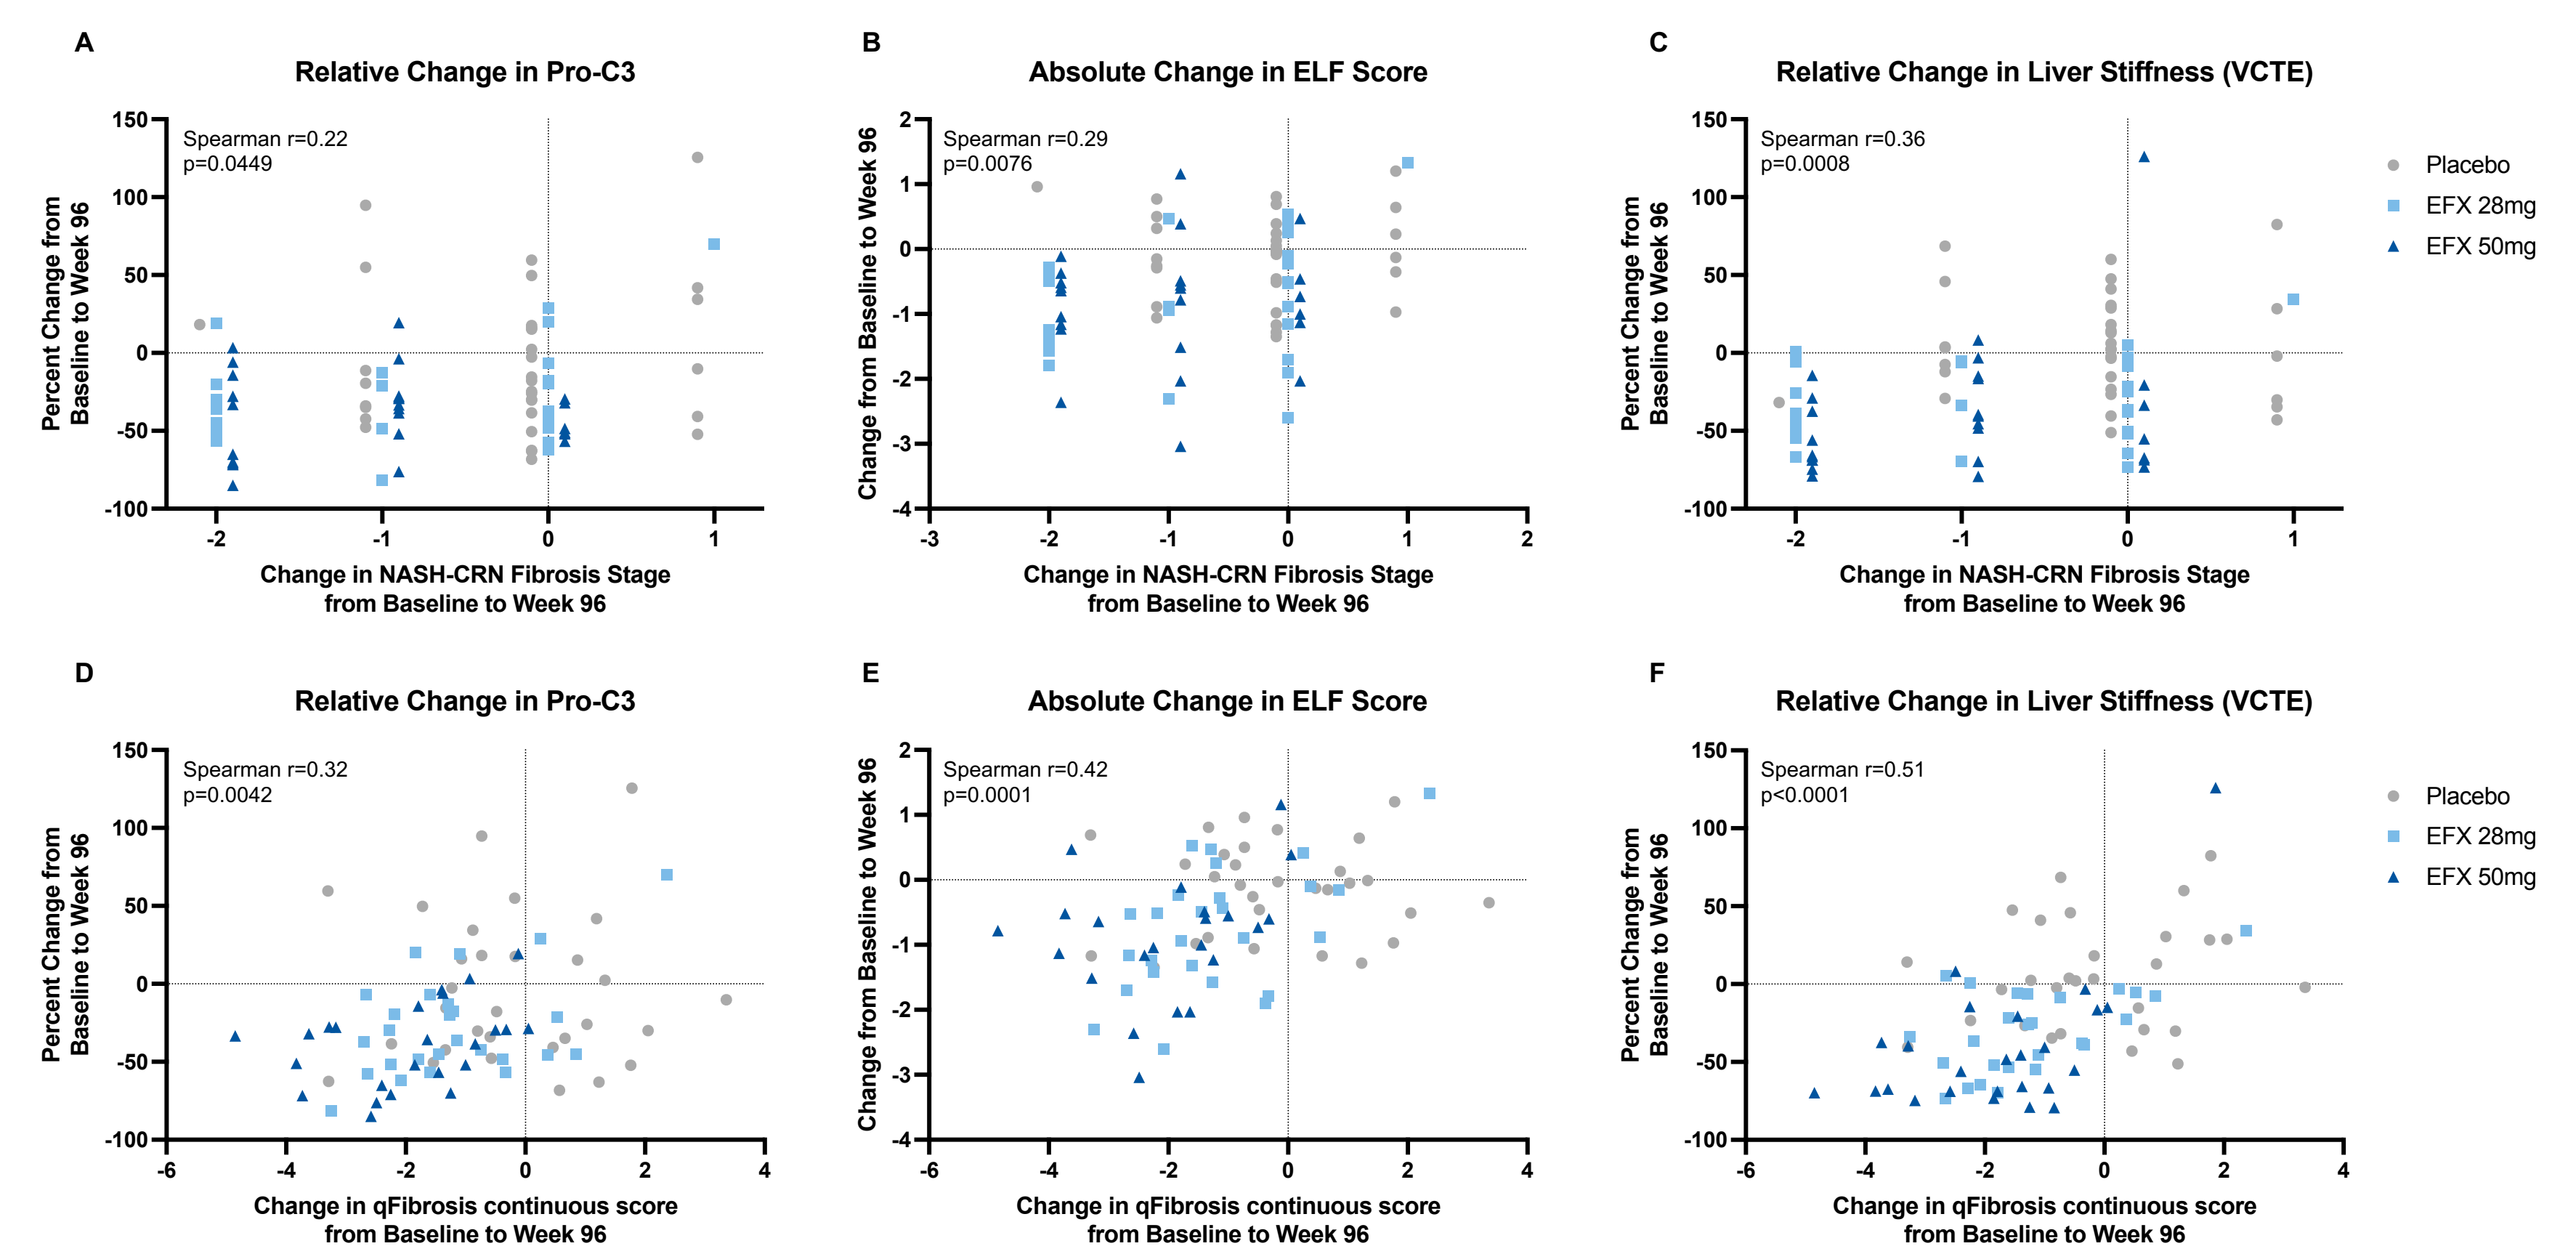 A
Relative Change in Pro-C3
Spearman r=0.22
p=0.0449
Percent Change from
Baseline to Week 96
150
100
50
0
-50
-100
-2
-1
0
1
Change in NASH-CRN Fibrosis Stage
from Baseline to Week 96
B
Absolute Change in ELF Score
Spearman r=0.29
p=0.0076
Change from Baseline to Week 96
2
1
0
-1
-2
-3
-4
-3
-2
-1
0
1
2
Change in NASH-CRN Fibrosis Stage
from Baseline to Week 96
C
Relative Change in Liver Stiffness (VCTE)
Spearman r=0.36
p=0.0008
Percent Change from
Baseline to Week 96
150
100
50
0
-50
-100
-2
-1
0
1
Change in NASH-CRN Fibrosis Stage
from Baseline to Week 96
Placebo
EFX 28mg
EFX 50mg
D
Relative Change in Pro-C3
Spearman r=0.32
p=0.0042
Percent Change from
Baseline to Week 96
150
100
50
0
-50
-100
-6
-4
-2
0
2
4
Change in qFibrosis continuous score
from Baseline to Week 96
E
Absolute Change in ELF Score
Spearman r=0.42
p=0.0001
Change from Baseline to Week 96
2
1
0
-1
-2
-3
-4
-6
-4
-2
0
2
4
Change in qFibrosis continuous score
from Baseline to Week 96
F
Relative Change in Liver Stiffness (VCTE)
Spearman r=0.51
p<0.0001
Percent Change from
Baseline to Week 96
150
100
50
0
-50
-100
-6
-4
-2
0
2
4
Change in qFibrosis continuous score
from Baseline to Week 96
Placebo
EFX 28mg
EFX 50mg